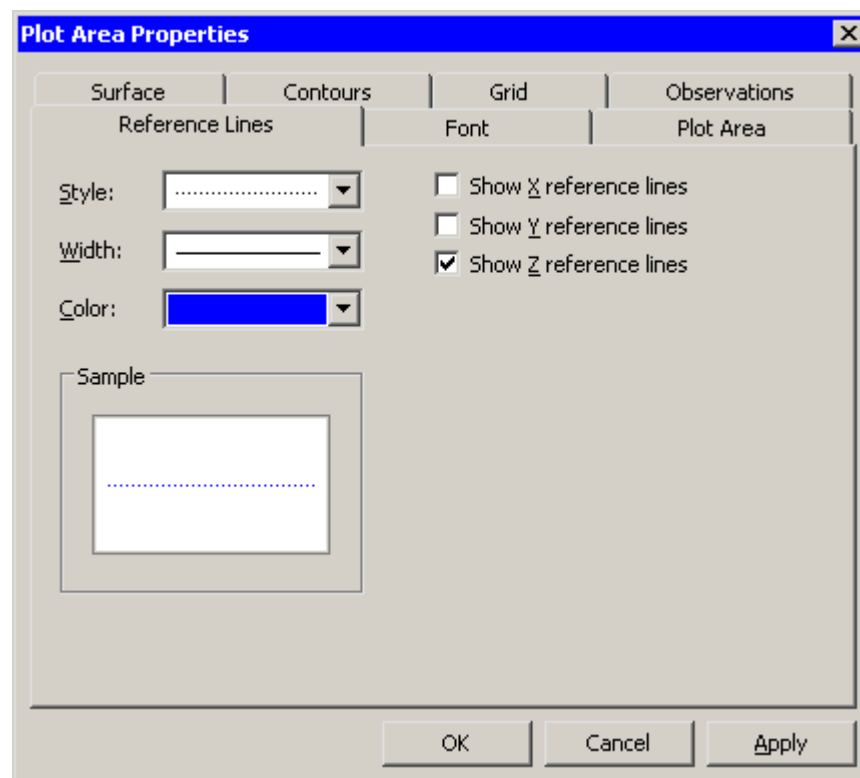 Plot Area Properties
Surface Contours Grid Observations
Reference Lines Font Plot Area
Style:
Width:
Color:
Show X reference lines
Show Y reference lines
Show Z reference lines
Sample
OK Cancel Apply